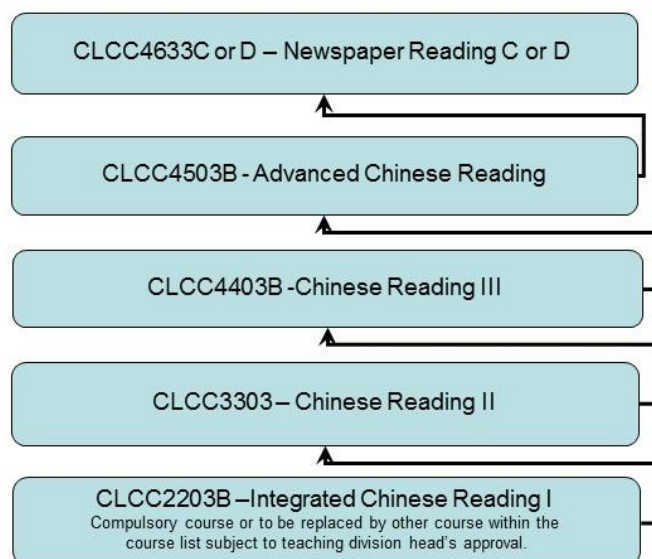 CLCC4633C or D – Newspaper Reading C or D
CLCC4503B - Advanced Chinese Reading
CLCC4403B -Chinese Reading III
CLCC3303 – Chinese Reading II
CLCC2203B –Integrated Chinese Reading I
Compulsory course or to be replaced by other course within the
course list subject to teaching division head's approval.